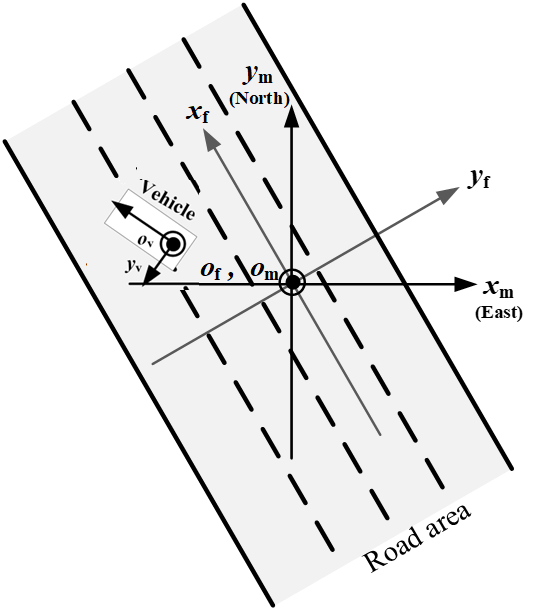 ym
(North)
xf
yf
Vehicle
ov
yv
of , om
xm
(East)
Road area